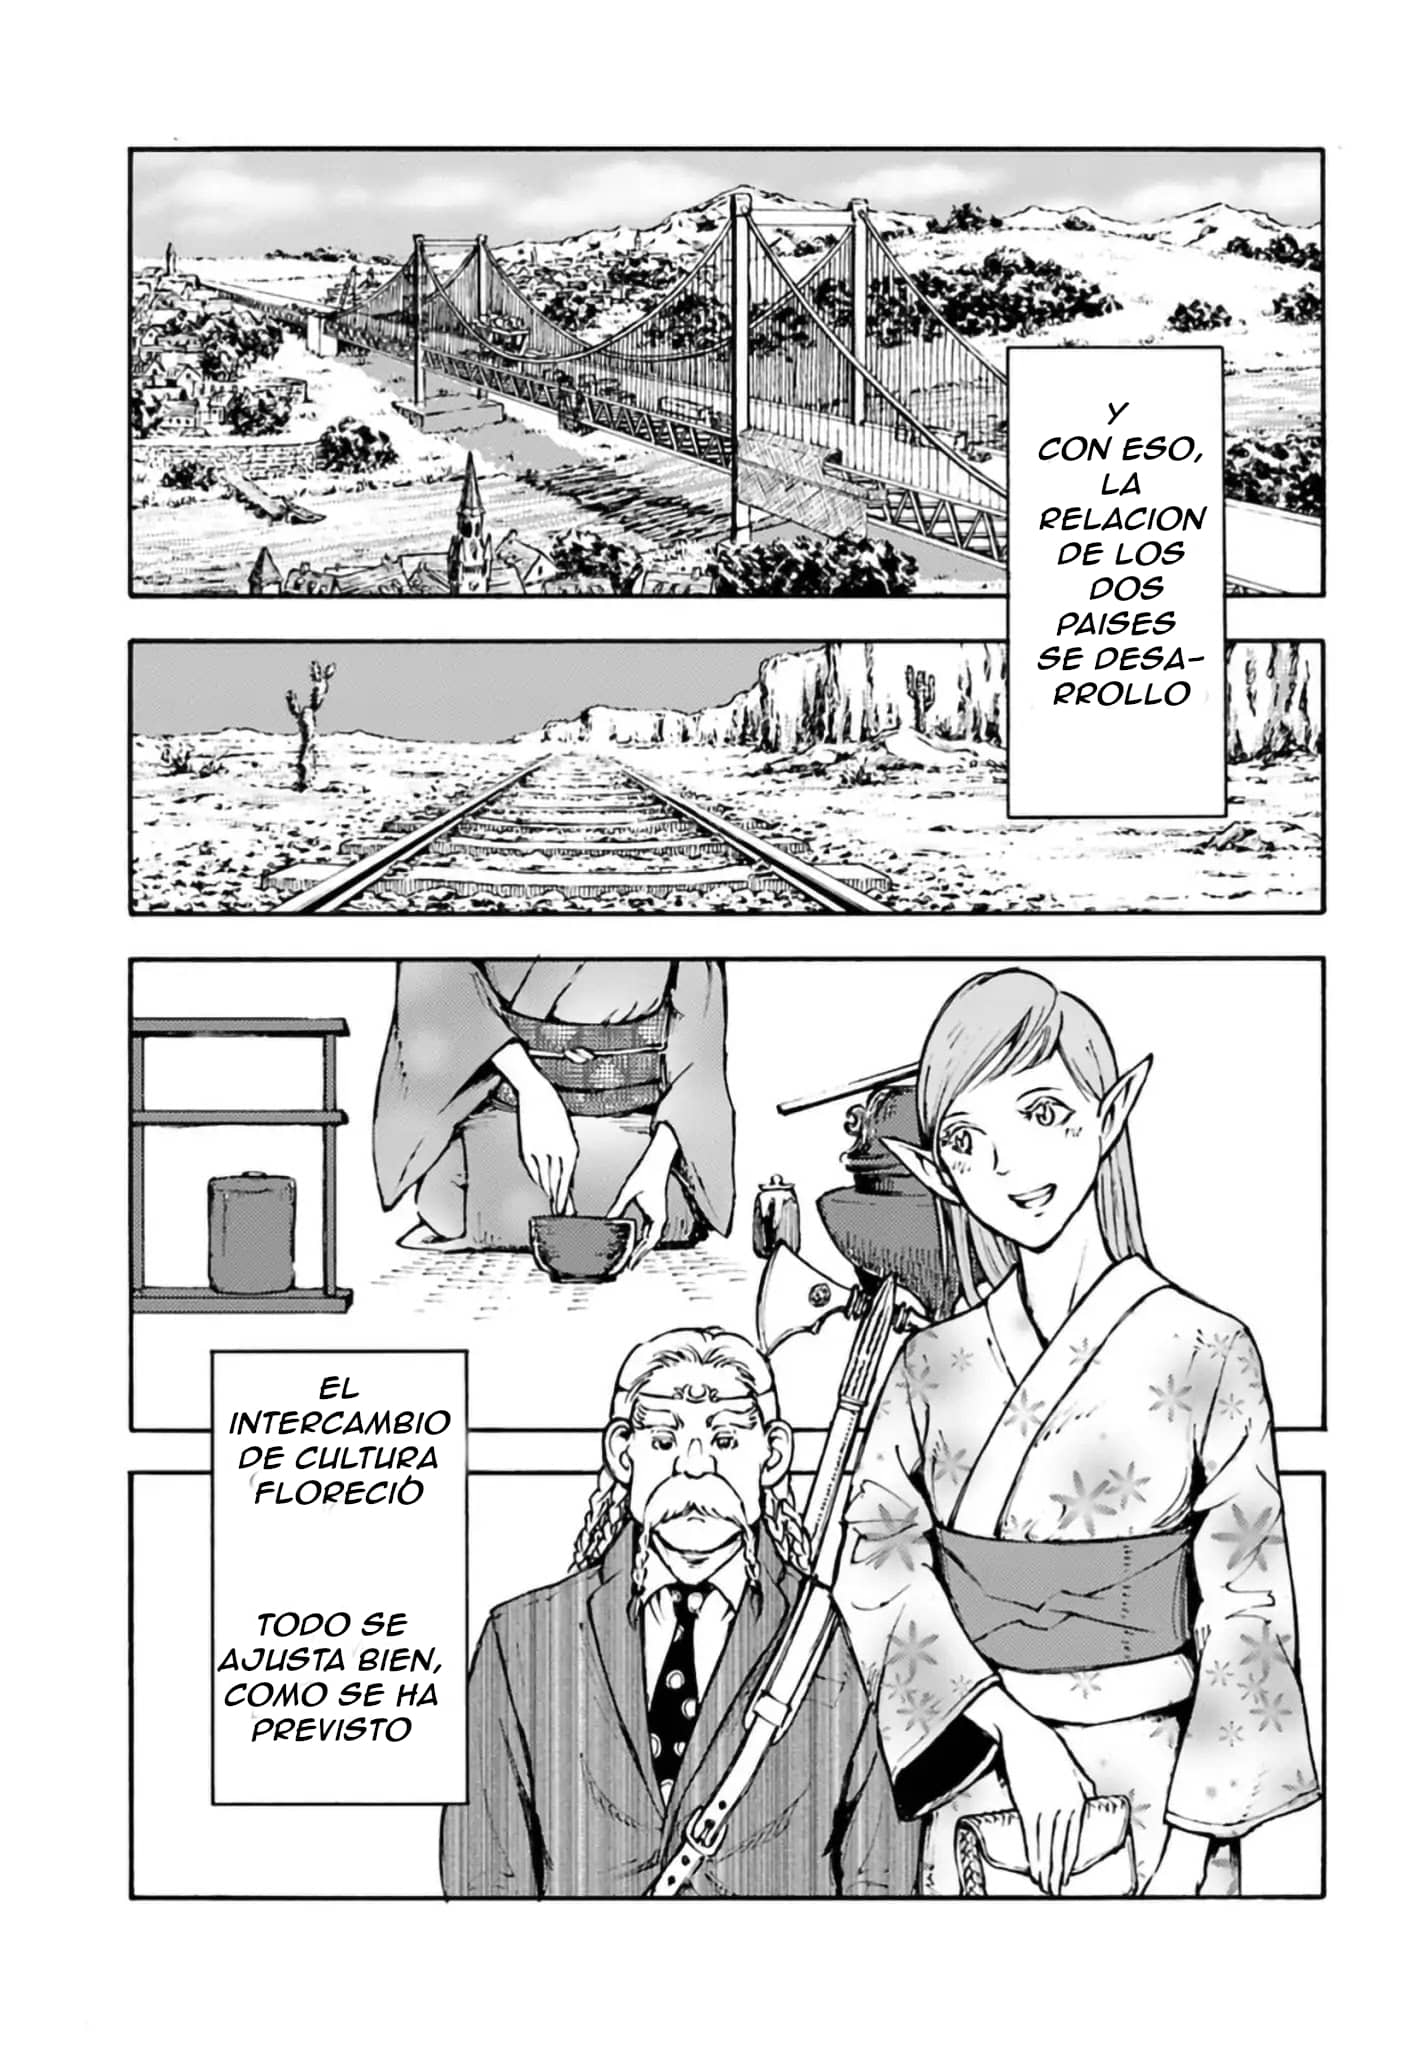 Y
CON ESO,
LA
RELACION
DE LOS
DOS
PAISES
SE DESA-
RROLLO
EL
INTERCAMBIO
DE CULTURA
FLORECIÓ
TODO SE
AJUSTA BIEN,
COMO SE HA
PREVISTO